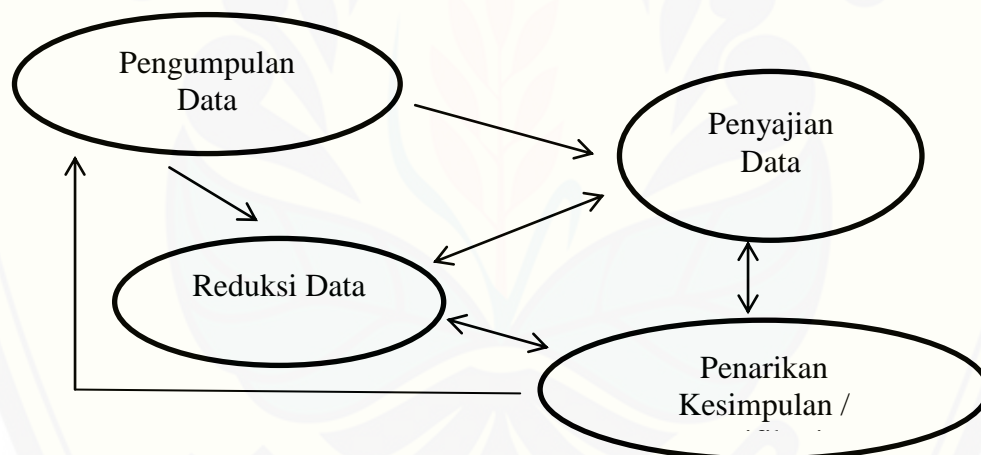 Pengumpulan
Data
Penyajian
Data
Reduksi Data
Penarikan
Kesimpulan /